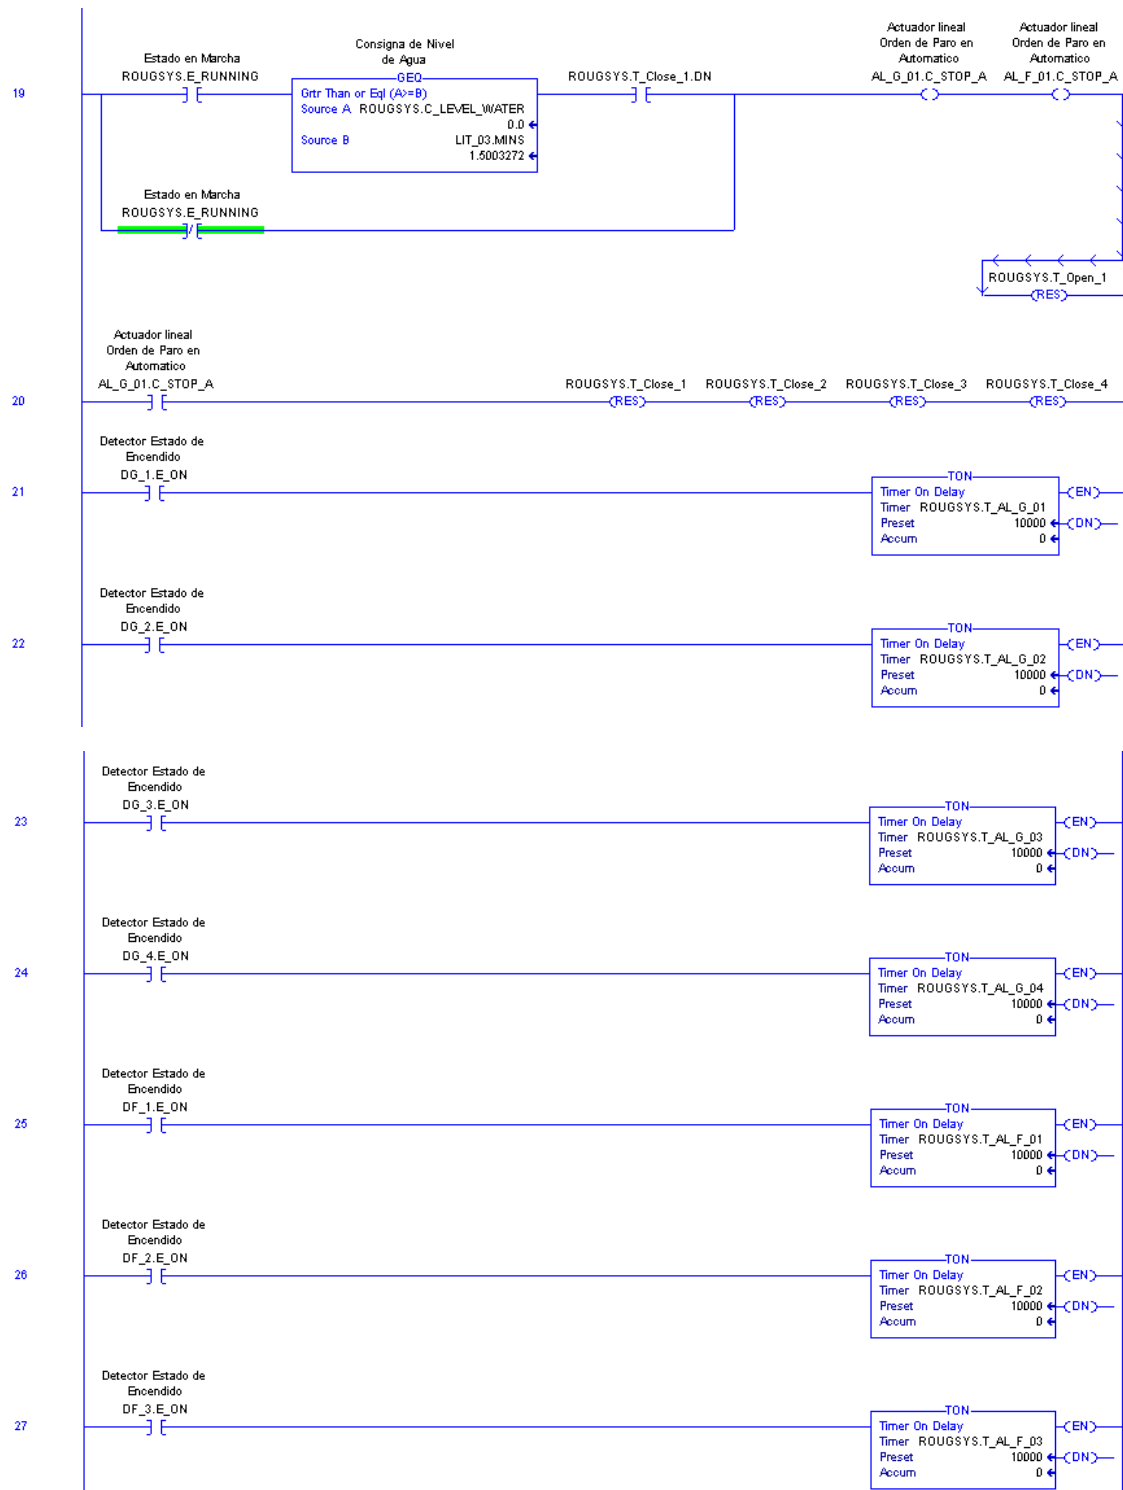 Actuador lineal
Orden de Paro en
Automatico
AL_G_01.C_STOP_A
Actuador lineal
Orden de Paro en
Automatico
AL_F_01.C_STOP_A
Estado en Marcha
ROUGSYS.E_RUNNING
Consigna de Nivel
de Agua
GEQ
Grtr Than or Eql (A>=B)
Source A ROUGSYS.C_LEVEL_WATER
0.0
Source B LIT_03.MINS
1.5003272
ROUGSYS.T_Close_1.DN
19
Estado en Marcha
ROUGSYS.E_RUNNING
ROUGSYS.T_Open_1
RES
Actuador lineal
Orden de Paro en
Automatico
AL_G_01.C_STOP_A
ROUGSYS.T_Close_1 ROUGSYS.T_Close_2 ROUGSYS.T_Close_3 ROUGSYS.T_Close_4
20 RES RES RES RES
Detector Estado de
Encendido
DG_1.E_ON
21
TON
Timer On Delay EN
Timer ROUGSYS.T_AL_G_01
Preset 10000 DN
Accum 0
Detector Estado de
Encendido
DG_2.E_ON
22
TON
Timer On Delay EN
Timer ROUGSYS.T_AL_G_02
Preset 10000 DN
Accum 0
Detector Estado de
Encendido
DG_3.E_ON
23
TON
Timer On Delay EN
Timer ROUGSYS.T_AL_G_03
Preset 10000 DN
Accum 0
Detector Estado de
Encendido
DG_4.E_ON
24
TON
Timer On Delay EN
Timer ROUGSYS.T_AL_G_04
Preset 10000 DN
Accum 0
Detector Estado de
Encendido
DF_1.E_ON
25
TON
Timer On Delay EN
Timer ROUGSYS.T_AL_F_01
Preset 10000 DN
Accum 0
Detector Estado de
Encendido
DF_2.E_ON
26
TON
Timer On Delay EN
Timer ROUGSYS.T_AL_F_02
Preset 10000 DN
Accum 0
Detector Estado de
Encendido
DF_3.E_ON
27
TON
Timer On Delay EN
Timer ROUGSYS.T_AL_F_03
Preset 10000 DN
Accum 0